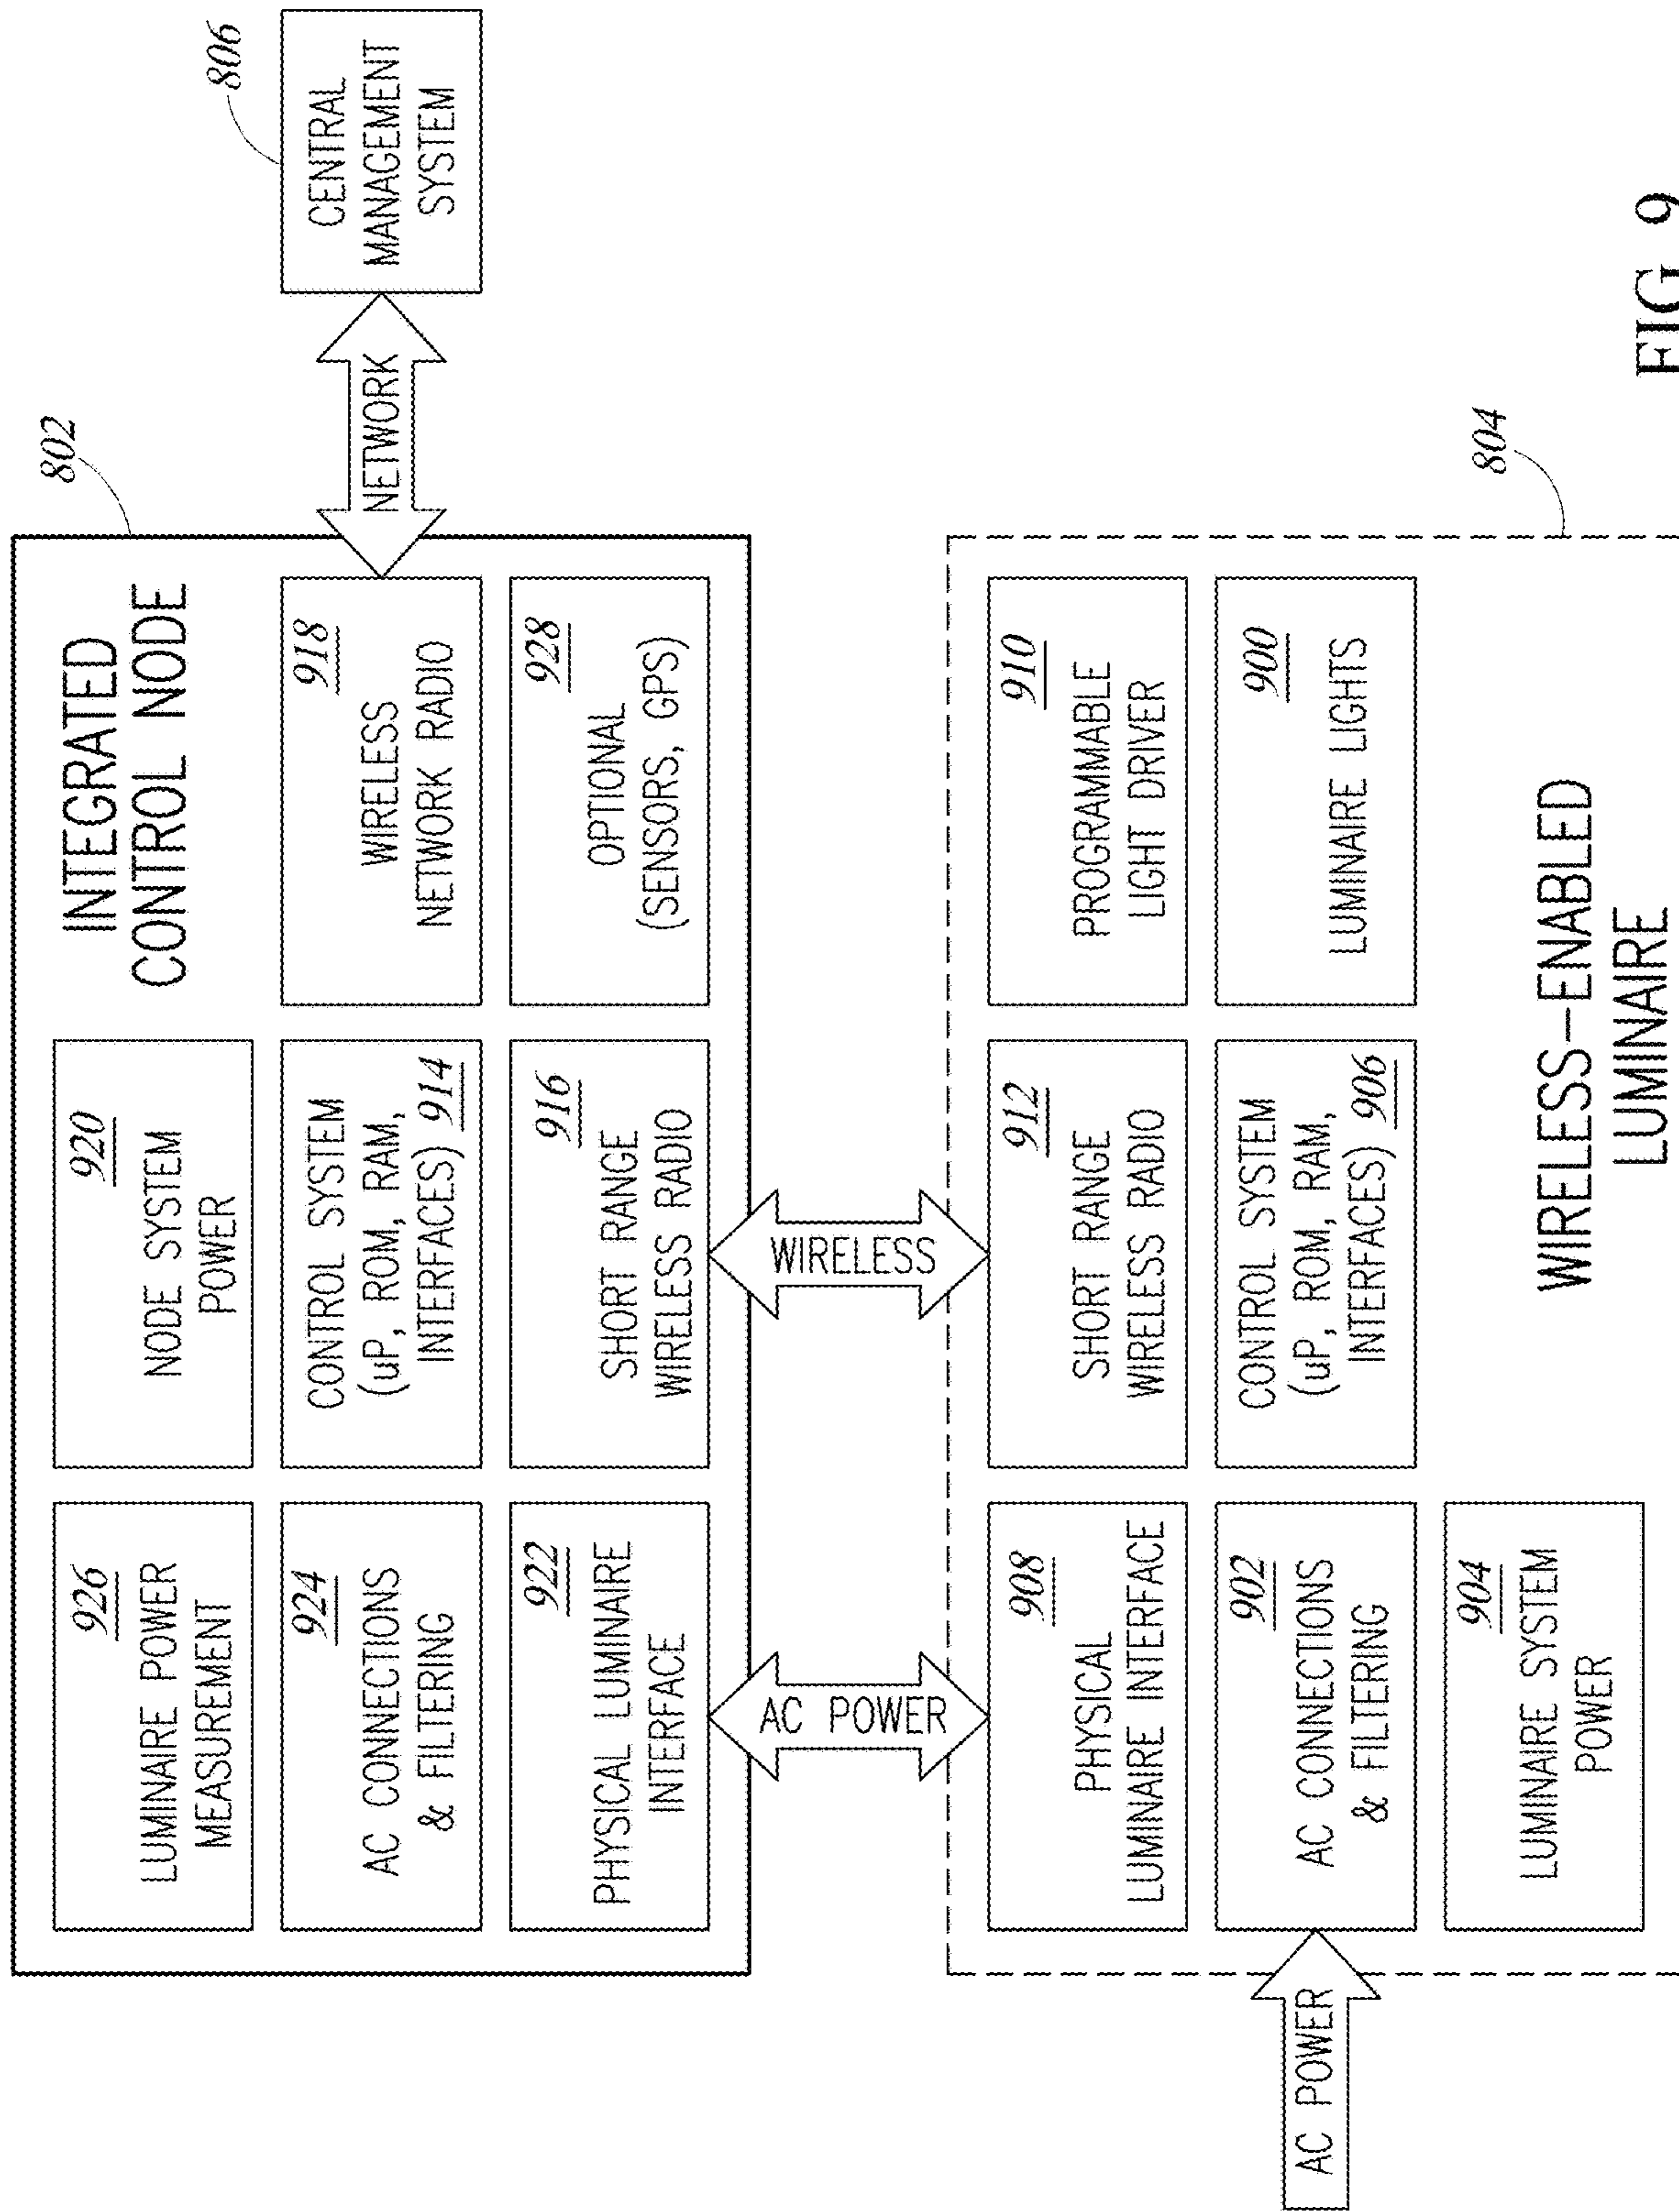 802
INTEGRATED
CONTROL NODE
926
LUMINAIRE POWER
MEASUREMENT
920
NODE SYSTEM
POWER
924
AC CONNECTIONS
& FILTERING
CONTROL SYSTEM
(uP, ROM, RAM,
INTERFACES) 914
918
WIRELESS
NETWORK RADIO
NETWORK
806
CENTRAL
MANAGEMENT
SYSTEM
922
PHYSICAL LUMINAIRE
INTERFACE
916
SHORT RANGE
WIRELESS RADIO
928
OPTIONAL
(SENSORS, GPS)
AC POWER
WIRELESS
908
PHYSICAL
LUMINAIRE INTERFACE
912
SHORT RANGE
WIRELESS RADIO
910
PROGRAMMABLE
LIGHT DRIVER
AC POWER
902
AC CONNECTIONS
& FILTERING
CONTROL SYSTEM
(uP, ROM, RAM,
INTERFACES) 906
900
LUMINAIRE LIGHTS
904
LUMINAIRE SYSTEM
POWER
WIRELESS-ENABLED
LUMINAIRE
804
FIG 9